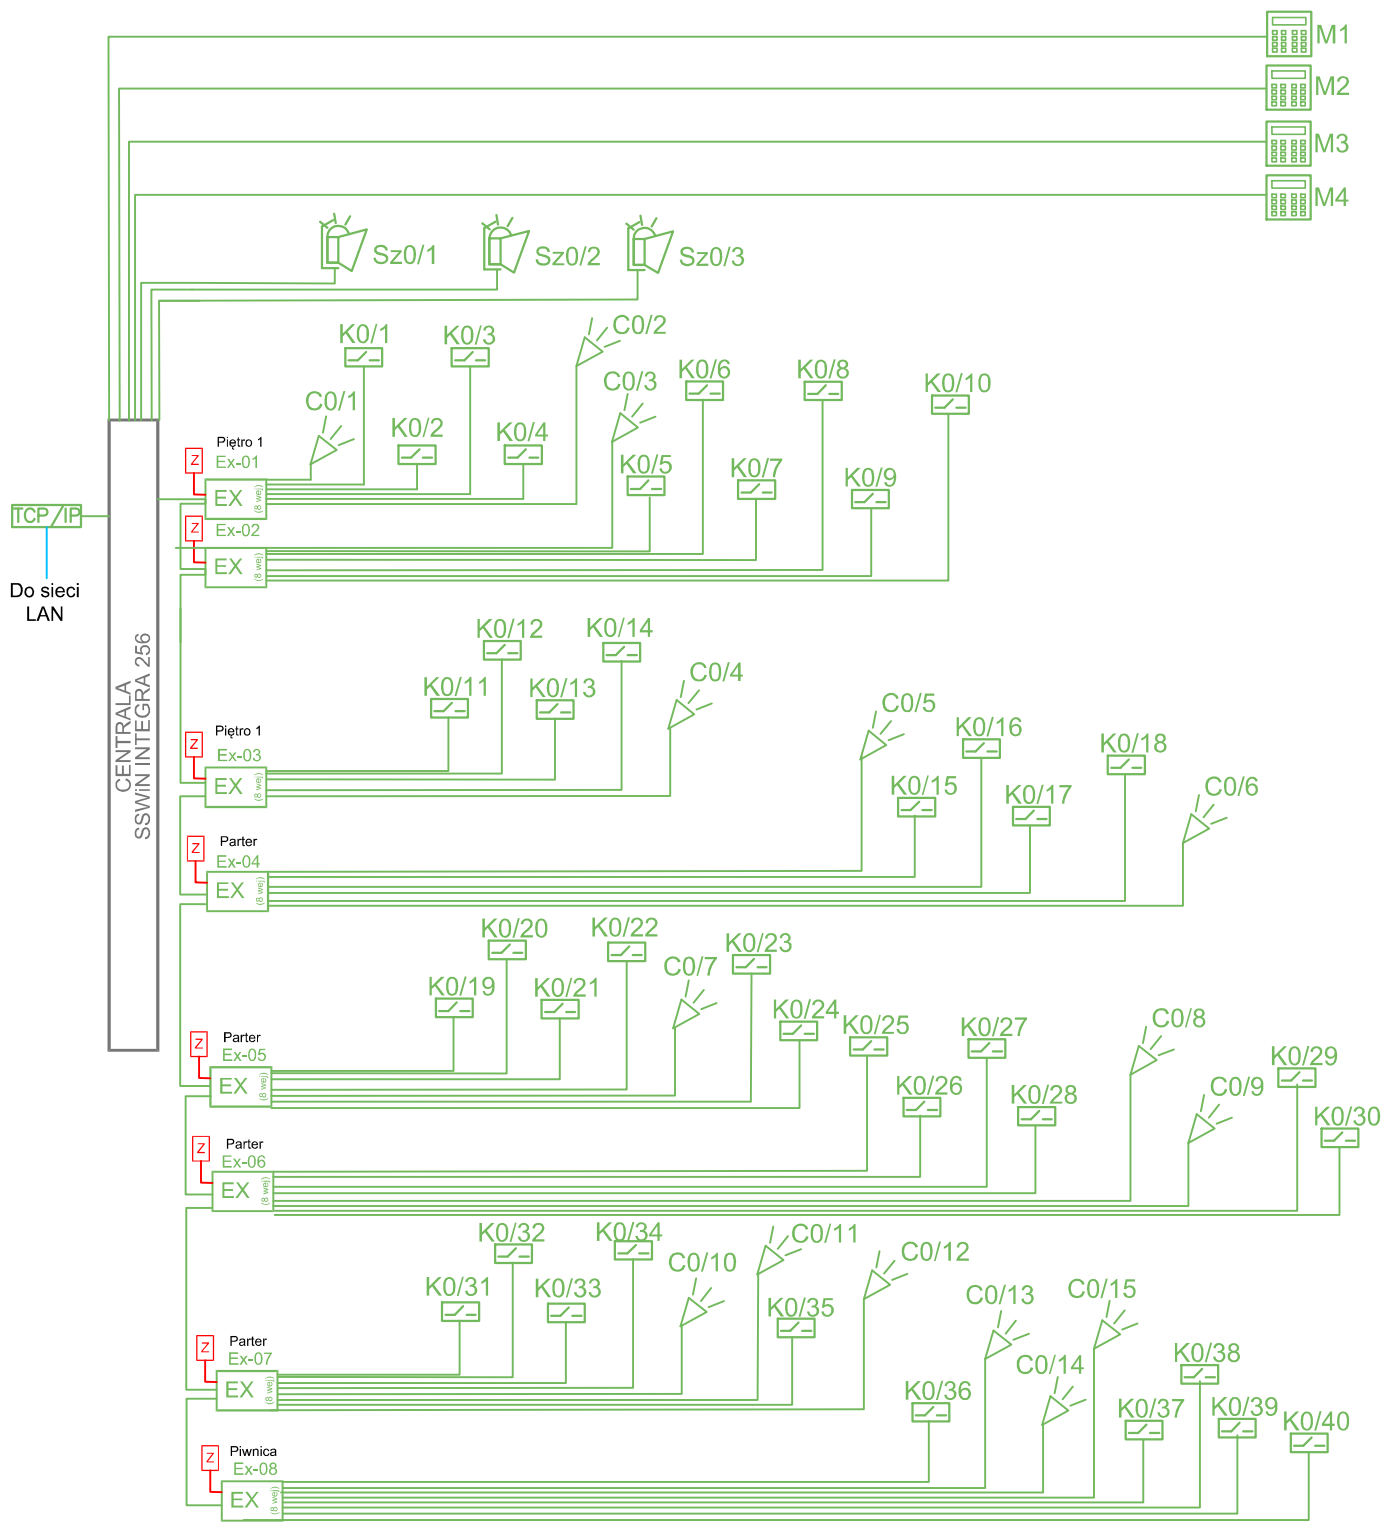 M1
M2
M3
M4
Sz0/1
Sz0/2
Sz0/3
K0/1
K0/3
C0/2
K0/6
K0/8
K0/10
C0/1
C0/3
K0/2
K0/4
Piętro 1
Z
Ex-01
K0/5
K0/7
K0/9
EX
(8 wej)
TCP/IP
Z
Ex-02
EX
(8 wej)
Do sieci
LAN
CENTRALA
SSWiN INTEGRA 256
K0/12
K0/14
K0/11
K0/13
C0/4
C0/5
K0/16
K0/18
Piętro 1
Z
Ex-03
EX
(8 wej)
K0/15
K0/17
C0/6
Parter
Z
Ex-04
EX
(8 wej)
K0/20
K0/22
K0/23
C0/7
K0/19
K0/21
K0/24
K0/25
K0/27
C0/8
K0/29
Parter
Z
Ex-05
EX
(8 wej)
K0/26
K0/28
C0/9
K0/30
Parter
Z
Ex-06
EX
(8 wej)
K0/32
K0/34
C0/11
C0/12
K0/31
K0/33
C0/10
K0/35
C0/13
C0/15
Parter
Z
Ex-07
EX
(8 wej)
K0/36
C0/14
K0/38
K0/37
K0/39
K0/40
Piwnica
Z
Ex-08
EX
(8 wej)